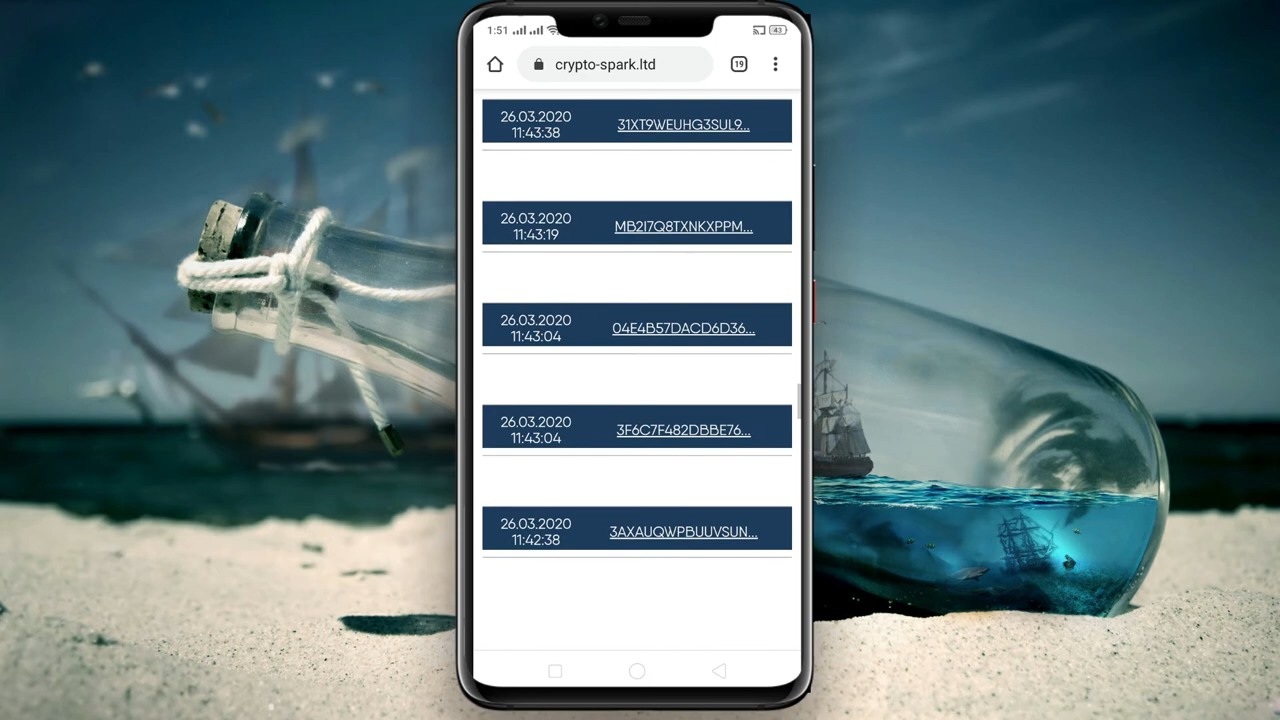 1:51
43
crypto-spark.ltd
19
26.03.2020
11:43:38
31XT9WEUHG3SUL9...
26.03.2020
11:43:19
MB2I7Q8TXNKXPPM...
26.03.2020
11:43:04
04E4B57DACD6D36...
26.03.2020
11:43:04
3F6C7F482DBBE76...
26.03.2020
11:42:38
3AXAUQWPBUUVSUN...